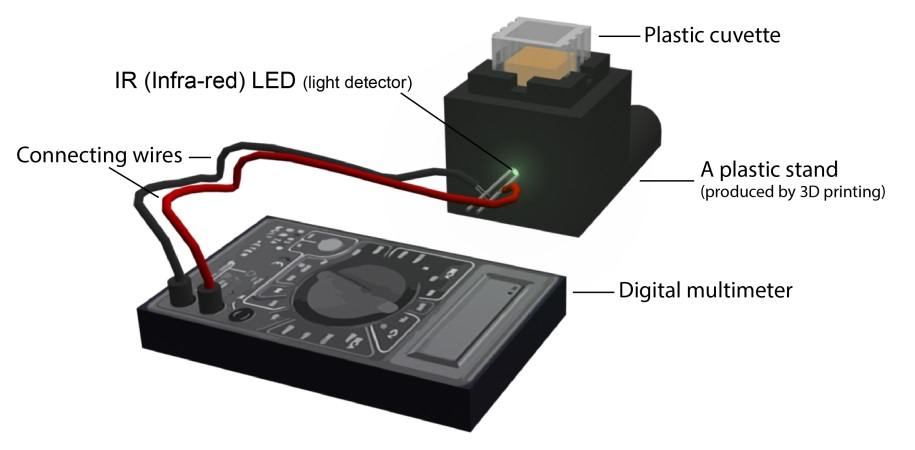 Plastic cuvette
IR (Infra-red) LED (light detector)
Connecting wires
A plastic stand
(produced by 3D printing)
Digital multimeter